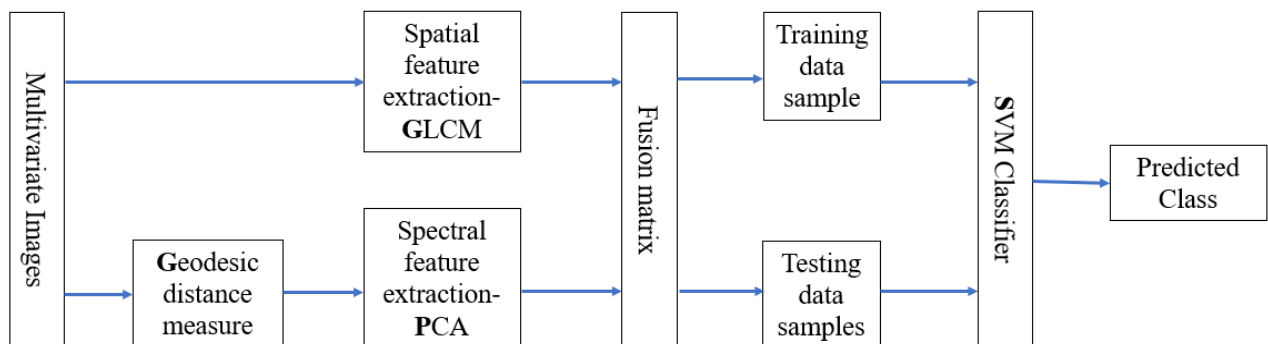 Multivariate Images
Spatial
feature
extraction-
GLCM
Geodesic
distance
measure
Spectral
feature
extraction-
PCA
Fusion matrix
Training
data
sample
Testing
data
samples
SVM Classifier
Predicted
Class